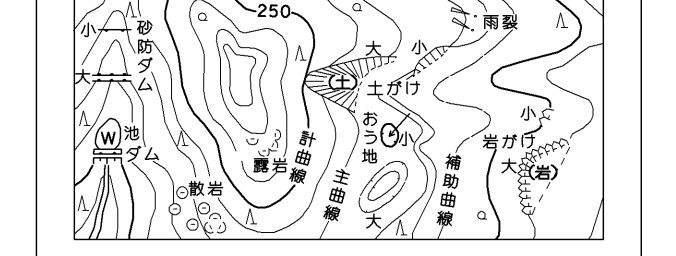 250
雨裂
小
砂防ダム
大
大
小
土
土がけ
おう地
小
大
W
池
ダム
露岩
計曲線
散岩
主曲線
補助曲線
小
岩がけ
大
岩